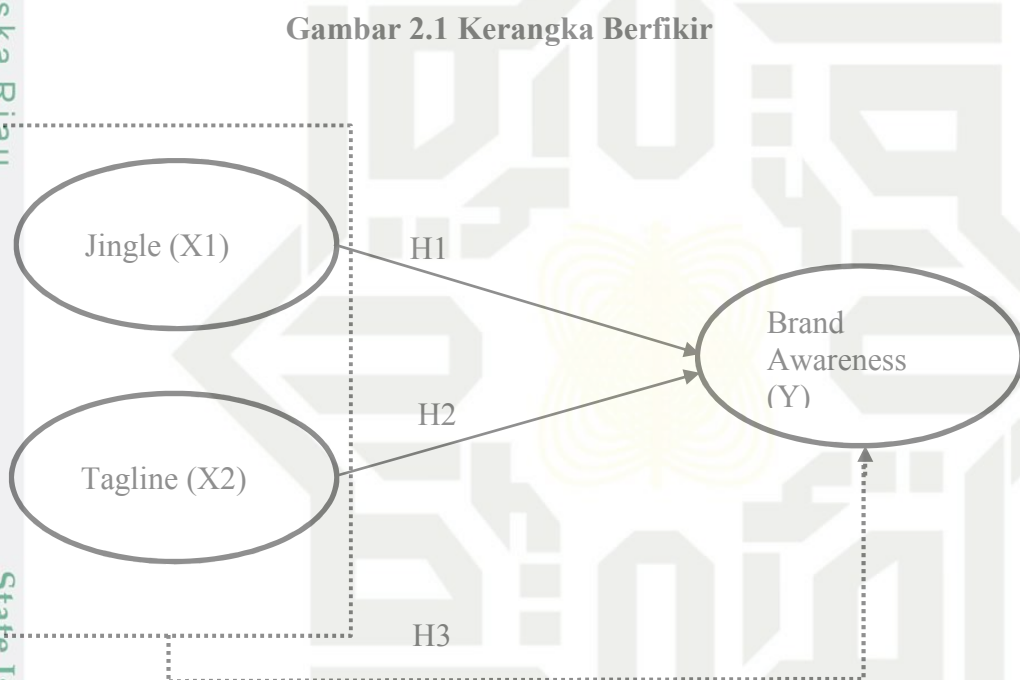 Gambar 2.1 Kerangka Berfikir
Jingle (X1)
H1
Brand
Awareness
(Y)
H2
Tagline (X2)
H3